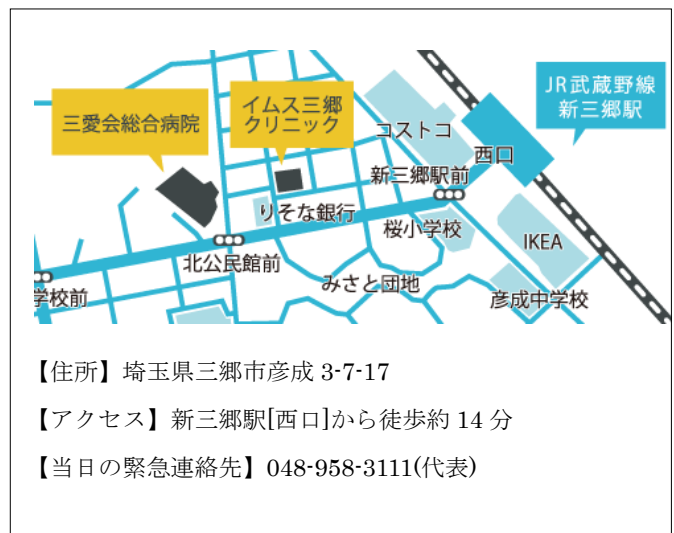 JR武蔵野線
新三郷駅
イムス三郷
クリニック
三愛会総合病院
コストコ
西口
新三郷駅前
りそな銀行
桜小学校
IKEA
北公民館前
みさと団地
彦成中学校
学校前
【住所】埼玉県三郷市彦成 3-7-17
【アクセス】新三郷駅[西口]から徒歩約 14 分
【当日の緊急連絡先】048-958-3111(代表)